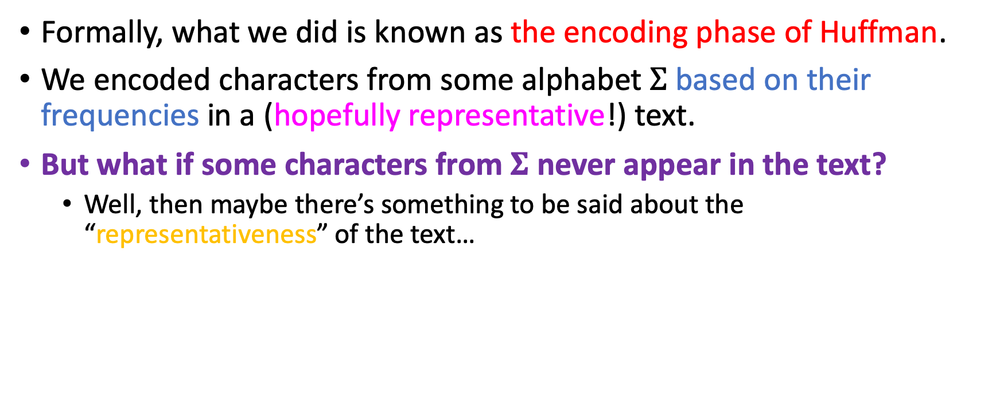 • Formally, what we did is known as the encoding phase of Huffman.
• We encoded characters from some alphabet Σ based on their
frequencies in a (hopefully representative!) text.
• But what if some characters from Σ never appear in the text?
• Well, then maybe there’s something to be said about the
“representativeness” of the text…